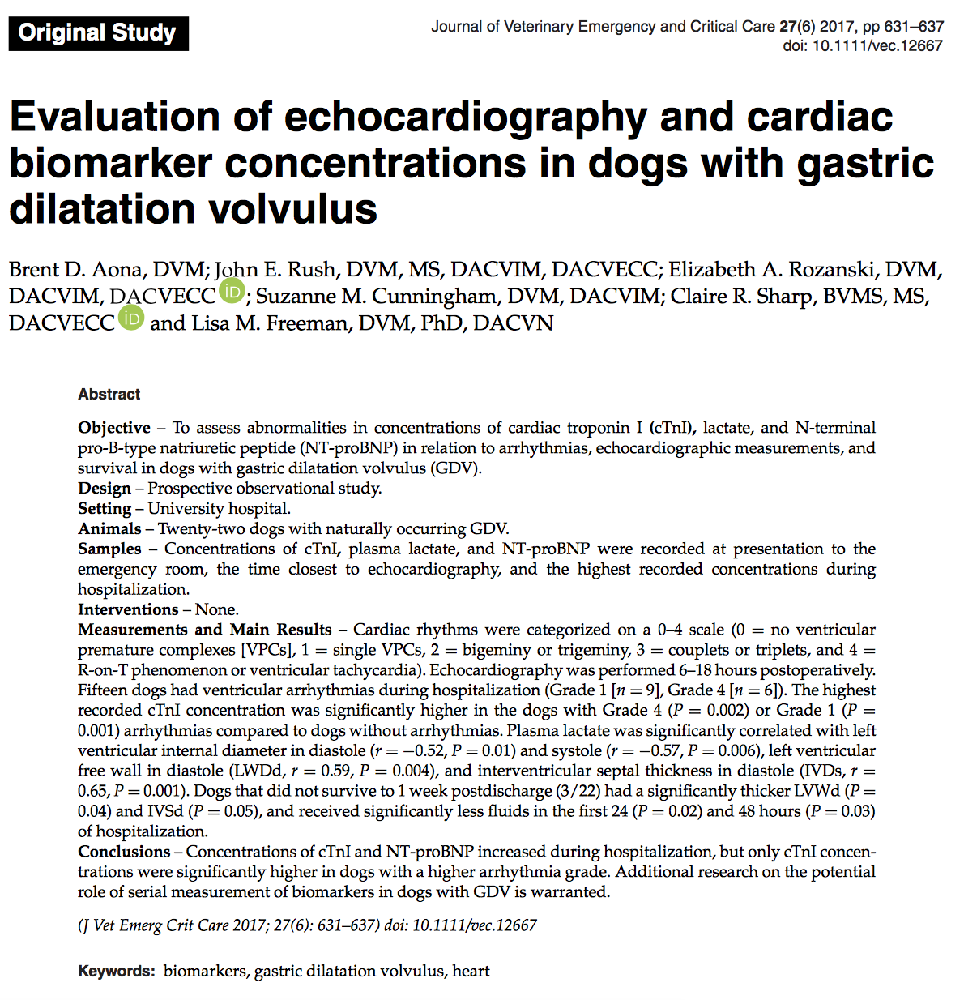 Original Study
Journal of Veterinary Emergency and Critical Care 27(6) 2017, pp 631–637
doi: 10.1111/vec.12667
Evaluation of echocardiography and cardiac
biomarker concentrations in dogs with gastric
dilatation volvulus
Brent D. Aona, DVM; John E. Rush, DVM, MS, DACVIM, DACVECC; Elizabeth A. Rozanski, DVM,
DACVIM, DACVECC iD ; Suzanne M. Cunningham, DVM, DACVIM; Claire R. Sharp, BVMS, MS,
DACVECC iD and Lisa M. Freeman, DVM, PhD, DACVN
Abstract
Objective – To assess abnormalities in concentrations of cardiac troponin I (cTnI), lactate, and N-terminal
pro-B-type natriuretic peptide (NT-proBNP) in relation to arrhythmias, echocardiographic measurements, and
survival in dogs with gastric dilatation volvulus (GDV).
Design – Prospective observational study.
Setting – University hospital.
Animals – Twenty-two dogs with naturally occurring GDV.
Samples – Concentrations of cTnI, plasma lactate, and NT-proBNP were recorded at presentation to the
emergency room, the time closest to echocardiography, and the highest recorded concentrations during
hospitalization.
Interventions – None.
Measurements and Main Results – Cardiac rhythms were categorized on a 0–4 scale (0 = no ventricular
premature complexes [VPCs], 1 = single VPCs, 2 = bigeminy or trigeminy, 3 = couplets or triplets, and 4 =
R-on-T phenomenon or ventricular tachycardia). Echocardiography was performed 6–18 hours postoperatively.
Fifteen dogs had ventricular arrhythmias during hospitalization (Grade 1 [n = 9], Grade 4 [n = 6]). The highest
recorded cTnI concentration was significantly higher in the dogs with Grade 4 (P = 0.002) or Grade 1 (P =
0.001) arrhythmias compared to dogs without arrhythmias. Plasma lactate was significantly correlated with left
ventricular internal diameter in diastole (r = −0.52, P = 0.01) and systole (r = −0.57, P = 0.006), left ventricular
free wall in diastole (LWDd, r = 0.59, P = 0.004), and interventricular septal thickness in diastole (IVDs, r =
0.65, P = 0.001). Dogs that did not survive to 1 week postdischarge (3/22) had a significantly thicker LVWd (P =
0.04) and IVSd (P = 0.05), and received significantly less fluids in the first 24 (P = 0.02) and 48 hours (P = 0.03)
of hospitalization.
Conclusions – Concentrations of cTnI and NT-proBNP increased during hospitalization, but only cTnI concen-
trations were significantly higher in dogs with a higher arrhythmia grade. Additional research on the potential
role of serial measurement of biomarkers in dogs with GDV is warranted.
(J Vet Emerg Crit Care 2017; 27(6): 631–637) doi: 10.1111/vec.12667
Keywords: biomarkers, gastric dilatation volvulus, heart